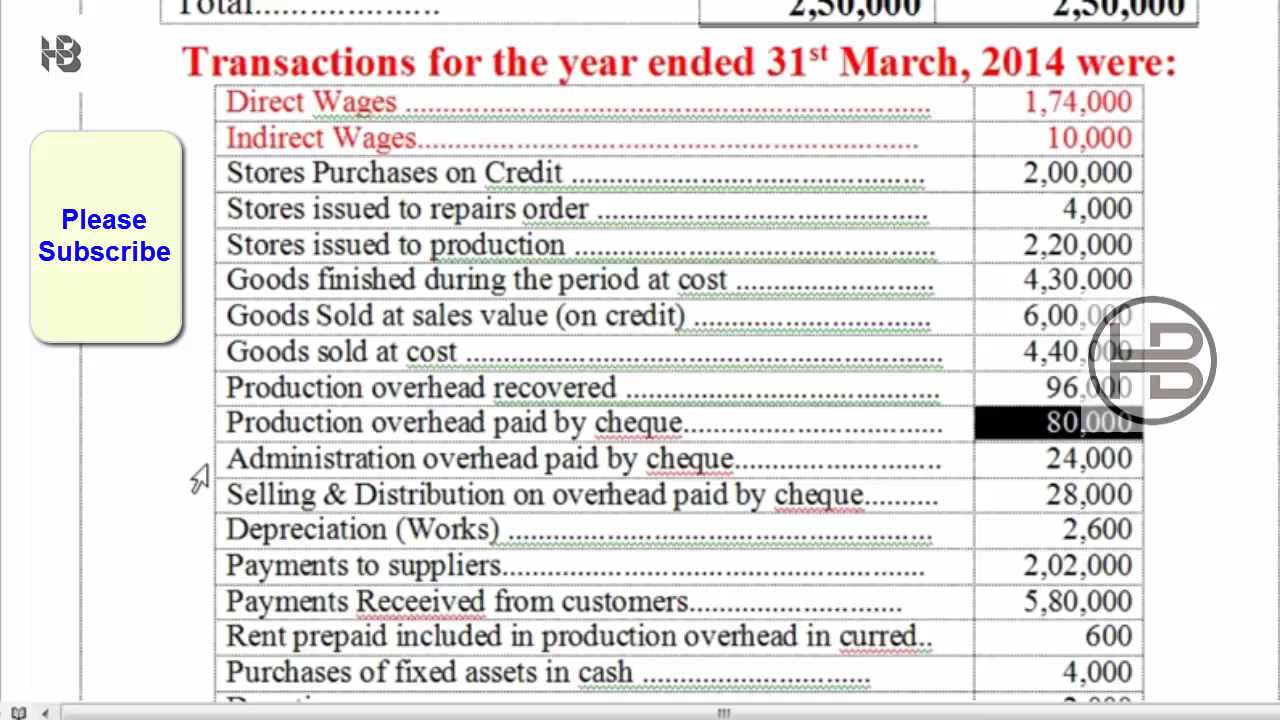 Total.......................	2,50,000	2,50,000
HB
Transactions for the year ended 31st March, 2014 were:
Direct Wages ..........................................................................	1,74,000
Indirect Wages.......................................................................	10,000
Stores Purchases on Credit ..................................................	2,00,000
Stores issued to repairs order ...............................................	4,000
Stores issued to production ..................................................	2,20,000
Goods finished during the period at cost ............................	4,30,000
Goods Sold at sales value (on credit) .................................	6,00,000
Goods sold at cost ..................................................................	4,40,000
Production overhead recovered ............................................	96,000
Production overhead paid by cheque.....................................	80,000
Administration overhead paid by cheque.............................	24,000
Selling & Distribution on overhead paid by cheque..........	28,000
Depreciation (Works) ...........................................................	2,600
Payments to suppliers...........................................................	2,02,000
Payments Receeived from customers..............................	5,80,000
Rent prepaid included in production overhead in curred..	600
Purchases of fixed assets in cash ................................	4,000
Please
Subscribe
HB